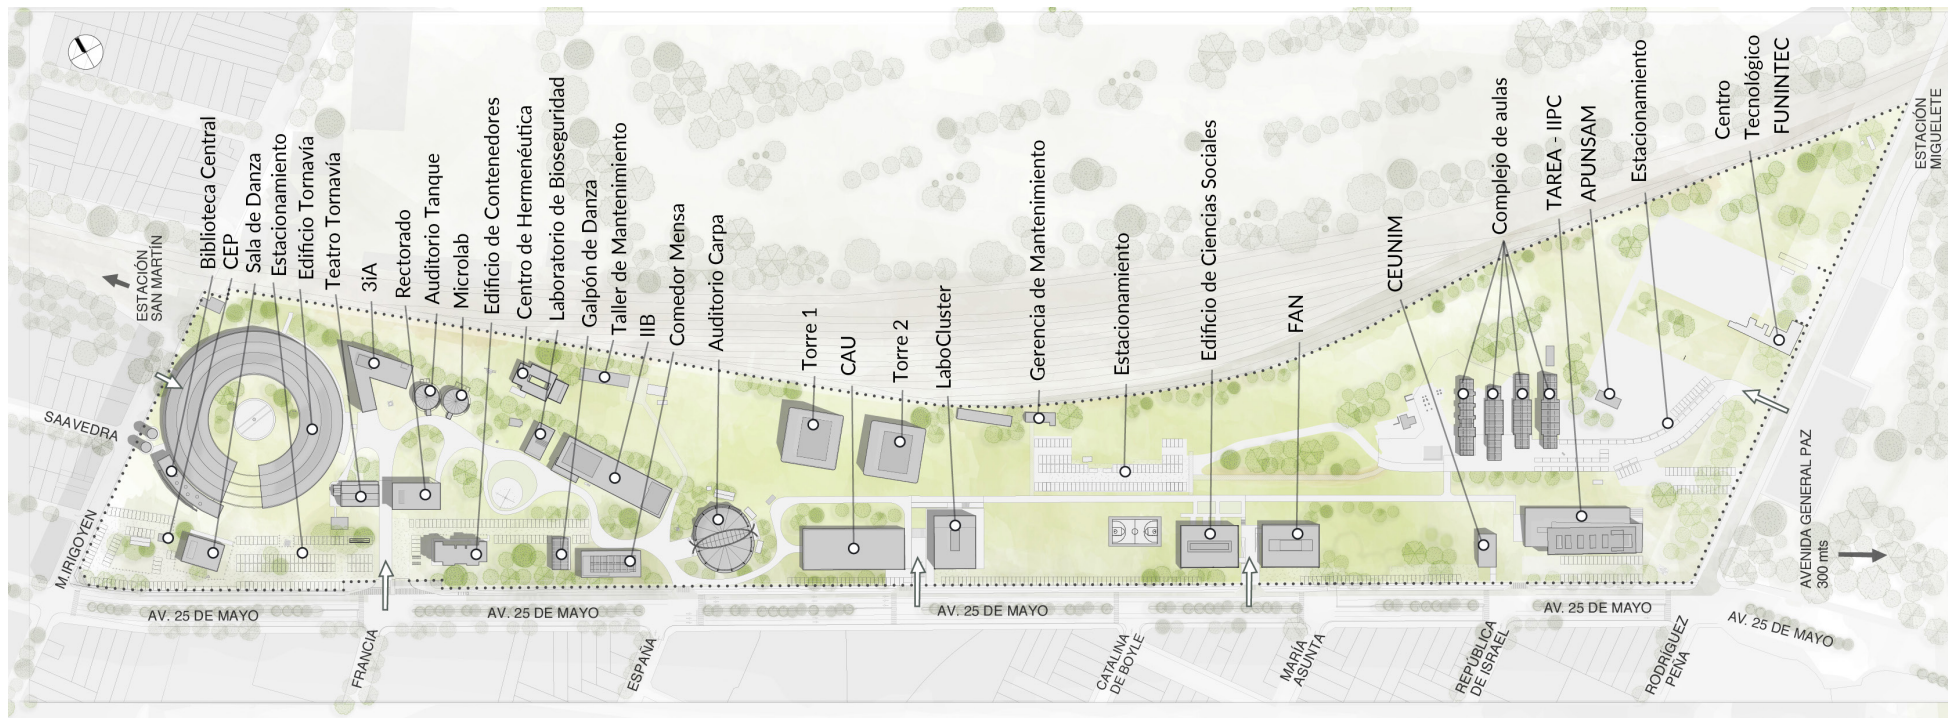 ESTACIÓN
SAN MARTÍN
Biblioteca Central
CEP
Sala de Danza
Estacionamiento
Edificio Tornavía
Teatro Tornavía
3iA
Rectorado
Auditorio Tanque
Microlab
Edificio de Contenedores
Centro de Hermenéutica
Laboratorio de Bioseguridad
Galpón de Danza
Taller de Mantenimiento
IIB
Comedor Mensa
Auditorio Carpa
Torre 1
CAU
Torre 2
LaboCluster
Gerencia de Mantenimiento
Estacionamiento
Edificio de Ciencias Sociales
FAN
CEUNIM
Complejo de aulas
TAREA - IIPC
APUNSAM
Estacionamiento
Centro
Tecnológico
FUNINTEC
ESTACIÓN
MIGUELETE
SAAVEDRA
M.IRIGOYEN
AVENIDA GENERAL PAZ
300 mts
AV. 25 DE MAYO
AV. 25 DE MAYO
AV. 25 DE MAYO
AV. 25 DE MAYO
AV. 25 DE MAYO
FRANCIA
ESPAÑA
CATALINA
DE BOYLE
MARÍA
ASUNTA
REPÚBLICA
DE ISRAEL
RODRÍGUEZ
PEÑA